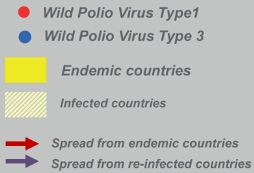 Wild Polio Virus Type1
Wild Polio Virus Type 3
Endemic countries
Infected countries
Spread from endemic countries
Spread from re-infected countries